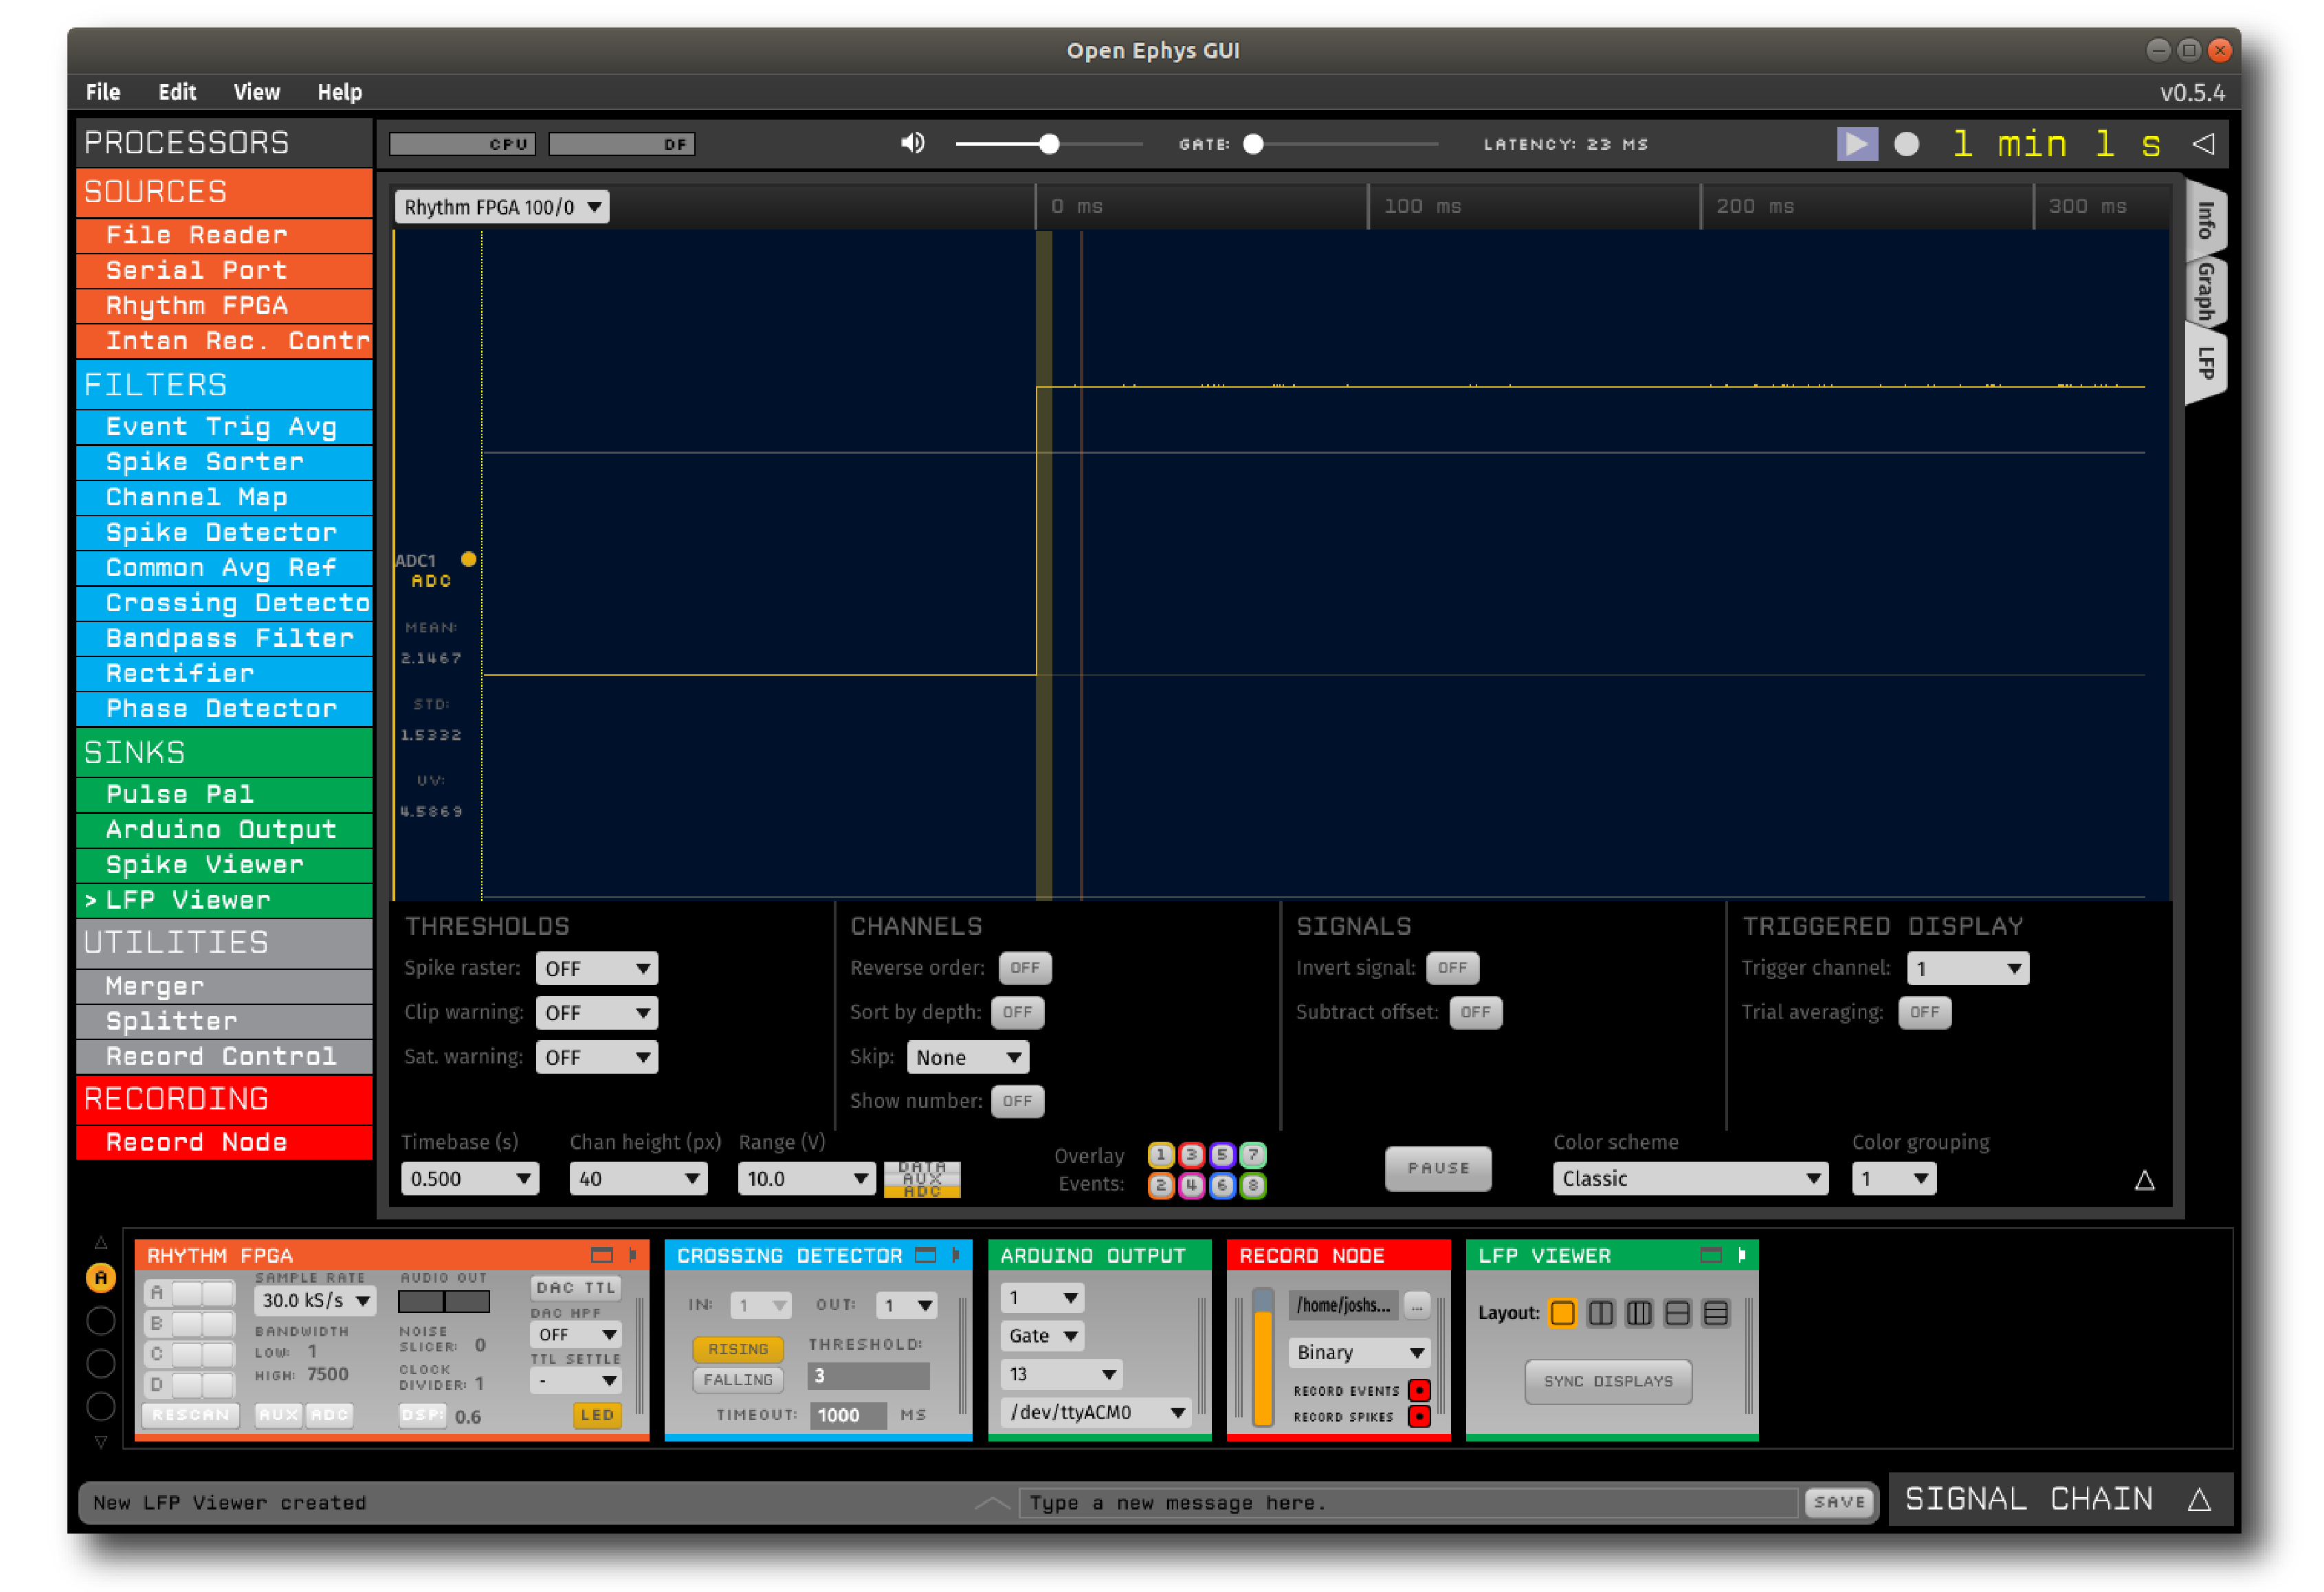 Open Ephys GUI
File Edit View Help
v0.5.4
PROCESSORS
CPU DF GATE: LATENCY: 23 MS 1 min 1 s
SOURCES
File Reader
Serial Port
Rhythm FPGA
Intan Rec. Contr
FILTERS
Event Trig Avg
Spike Sorter
Channel Map
Spike Detector
Common Avg Ref
Crossing Detecto
Bandpass Filter
Rectifier
Phase Detector
SINKS
Pulse Pal
Arduino Output
Spike Viewer
> LFP Viewer
UTILITIES
Merger
Splitter
Record Control
RECORDING
Record Node
Rhythm FPGA 100/0
0 ms 100 ms 200 ms 300 ms
Info
Graph
LFP
ADC1
ADC
MEAN:
2.1467
STD:
1.5332
UV:
4.5869
THRESHOLDS
Spike raster: OFF
Clip warning: OFF
Sat. warning: OFF
CHANNELS
Reverse order: OFF
Sort by depth: OFF
Skip: None
Show number: OFF
SIGNALS
Invert signal: OFF
Subtract offset: OFF
TRIGGERED DISPLAY
Trigger channel: 1
Trial averaging: OFF
Timebase (s) Chan height (px) Range (V)
0.500 40 10.0
DATA
AUX
ADC
Overlay 1 3 5 7
Events: 2 4 6 8
PAUSE
Color scheme Color grouping
Classic 1
A
RHYTHM FPGA
A
B
C
D
RESCAN AUX ADC
SAMPLE RATE
30.0 kS/s
BANDWIDTH
LOW: 1
HIGH: 7500
AUDIO OUT
NOISE
SLICER: 0
CLOCK
DIVIDER: 1
DSP: 0.6
DAC TTL
DAC HPF
OFF
TTL SETTLE
-
LED
CROSSING DETECTOR
IN: 1 OUT: 1
RISING THRESHOLD:
FALLING 3
TIMEOUT: 1000 MS
ARDUINO OUTPUT
1
Gate
13
/dev/ttyACM0
RECORD NODE
/home/joshs... ...
Binary
RECORD EVENTS
RECORD SPIKES
LFP VIEWER
Layout:
SYNC DISPLAYS
New LFP Viewer created
Type a new message here.
SAVE
SIGNAL CHAIN